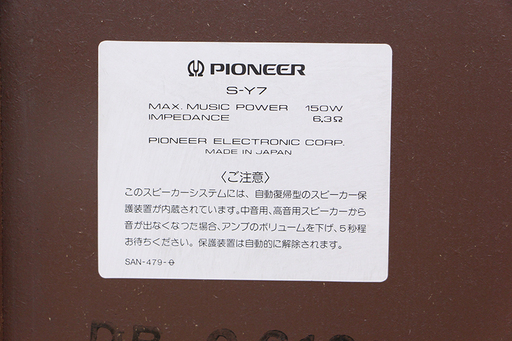 PIONEER
S-Y7
MAX. MUSIC POWER 150W
IMPEDANCE 6.3Ω
PIONEER ELECTRONIC CORP.
MADE IN JAPAN
〈ご注意〉
このスピーカーシステムには、自動復帰型のスピーカー保
護装置が内蔵されています。中音用、高音用スピーカーから
音が出なくなった場合、アンプのボリュームを下げ、5秒程
お待ちください。保護装置は自動的に解除されます。
SAN-479-0